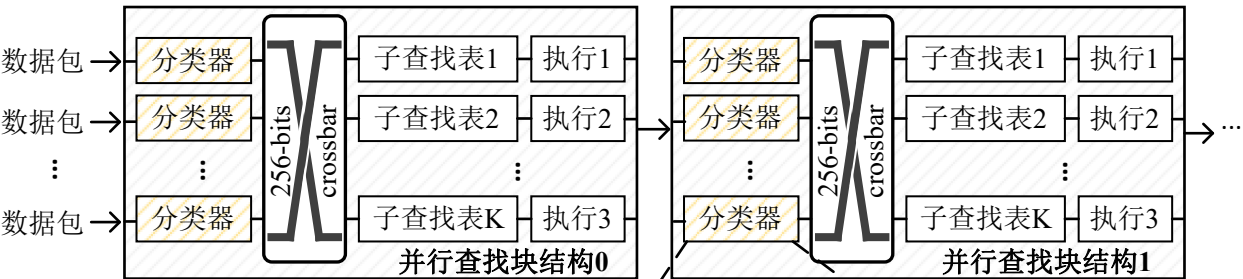 数据包 分类器 子查找表1 执行1 分类器 子查找表1 执行1
数据包 分类器 子查找表2 执行2 分类器 子查找表2 执行2 ...
⋮ ⋮ 256-bits crossbar ⋮ ⋮ 256-bits crossbar ⋮
数据包 分类器 子查找表K 执行3 分类器 子查找表K 执行3
并行查找块结构0 并行查找块结构1